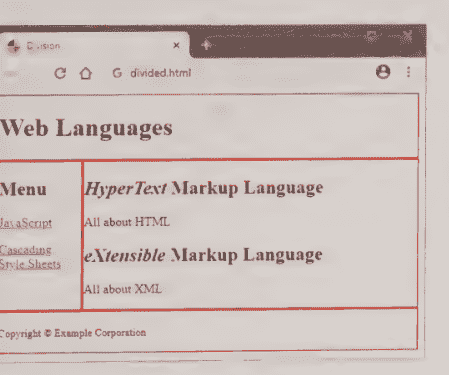 Division
G divided.html
Web Languages
Menu
JavaScript
Cascading
Style Sheets
HyperText Markup Language
All about HTML
eXtensible Markup Language
All about XML
Copyright © Example Corporation